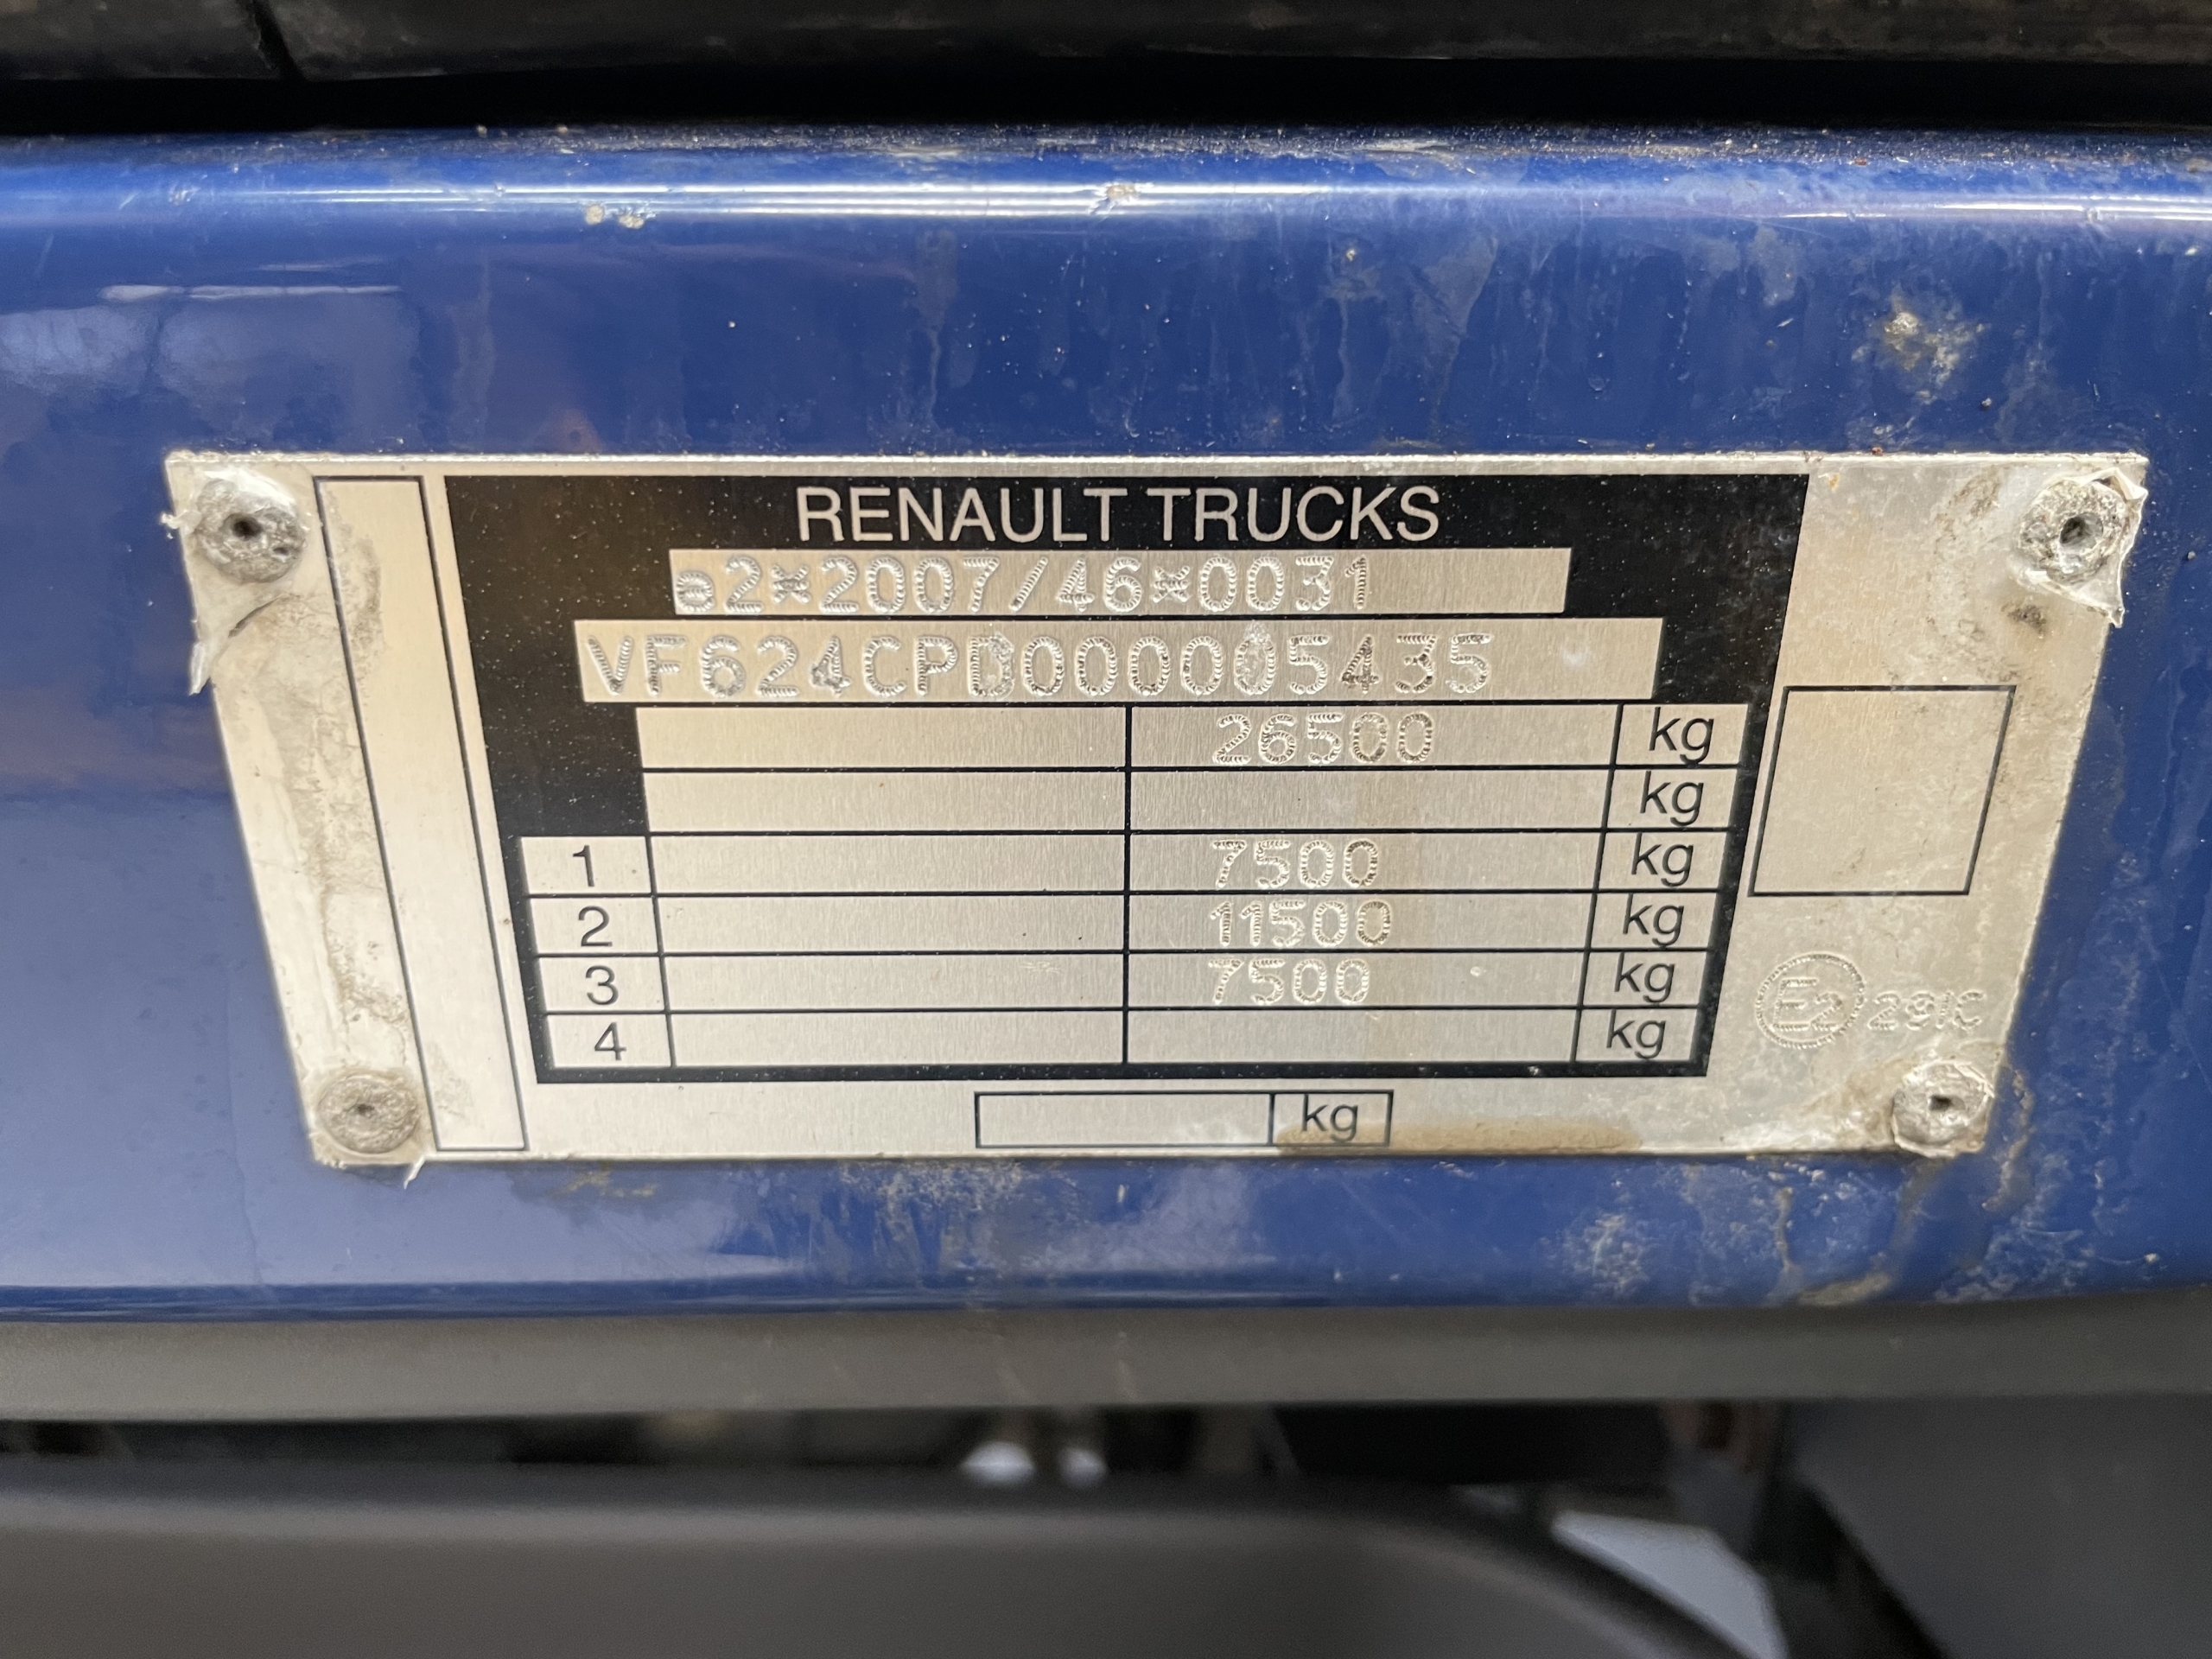 RENAULT TRUCKS
e2*2007/46*0031
VF624CPD000005435
26500 kg
kg
1 7500 kg
2 11500 kg
3 7500 kg
4 kg
E2 29IC
kg